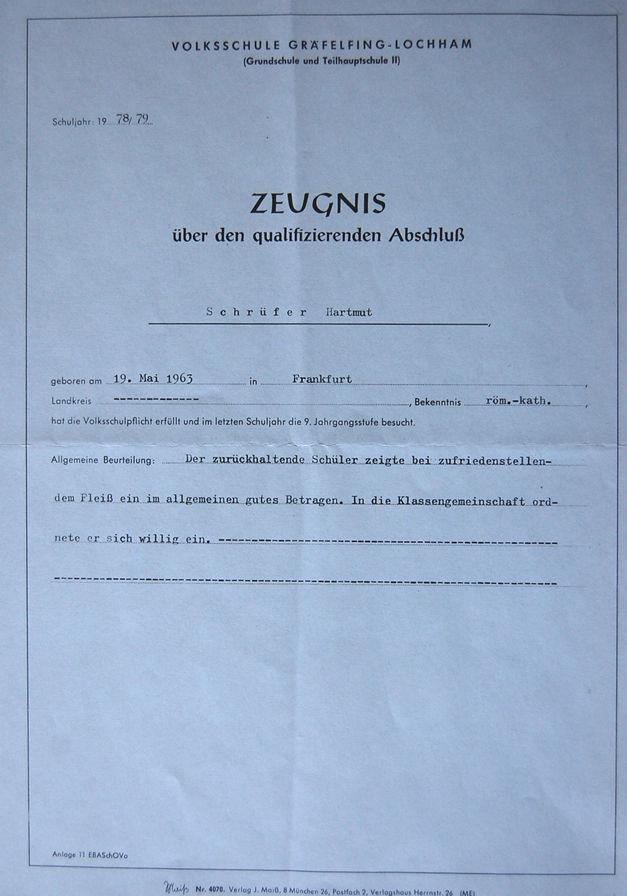 VOLKSSCHULE GRÄFELFING-LOCHHAM
(Grundschule und Teilhauptschule II)
Schuljahr: 19 78/79
ZEUGNIS
über den qualifizierenden Abschluß
Schrüfer Hartmut,
geboren am 19. Mai 1963 in Frankfurt,
Landkreis -------------, Bekenntnis röm.-kath.,
hat die Volksschulpflicht erfüllt und im letzten Schuljahr die 9. Jahrgangsstufe besucht.
Allgemeine Beurteilung: Der zurückhaltende Schüler zeigte bei zufriedenstellen-
dem Fleiß ein im allgemeinen gutes Betragen. In die Klassengemeinschaft ord-
nete er sich willig ein.
Anlage 11 EBASchOVo
Maiß Nr. 4070. Verlag J. Maiß, 8 München 26, Postfach 2, Verlagshaus Herrnstr. 26 (ME)